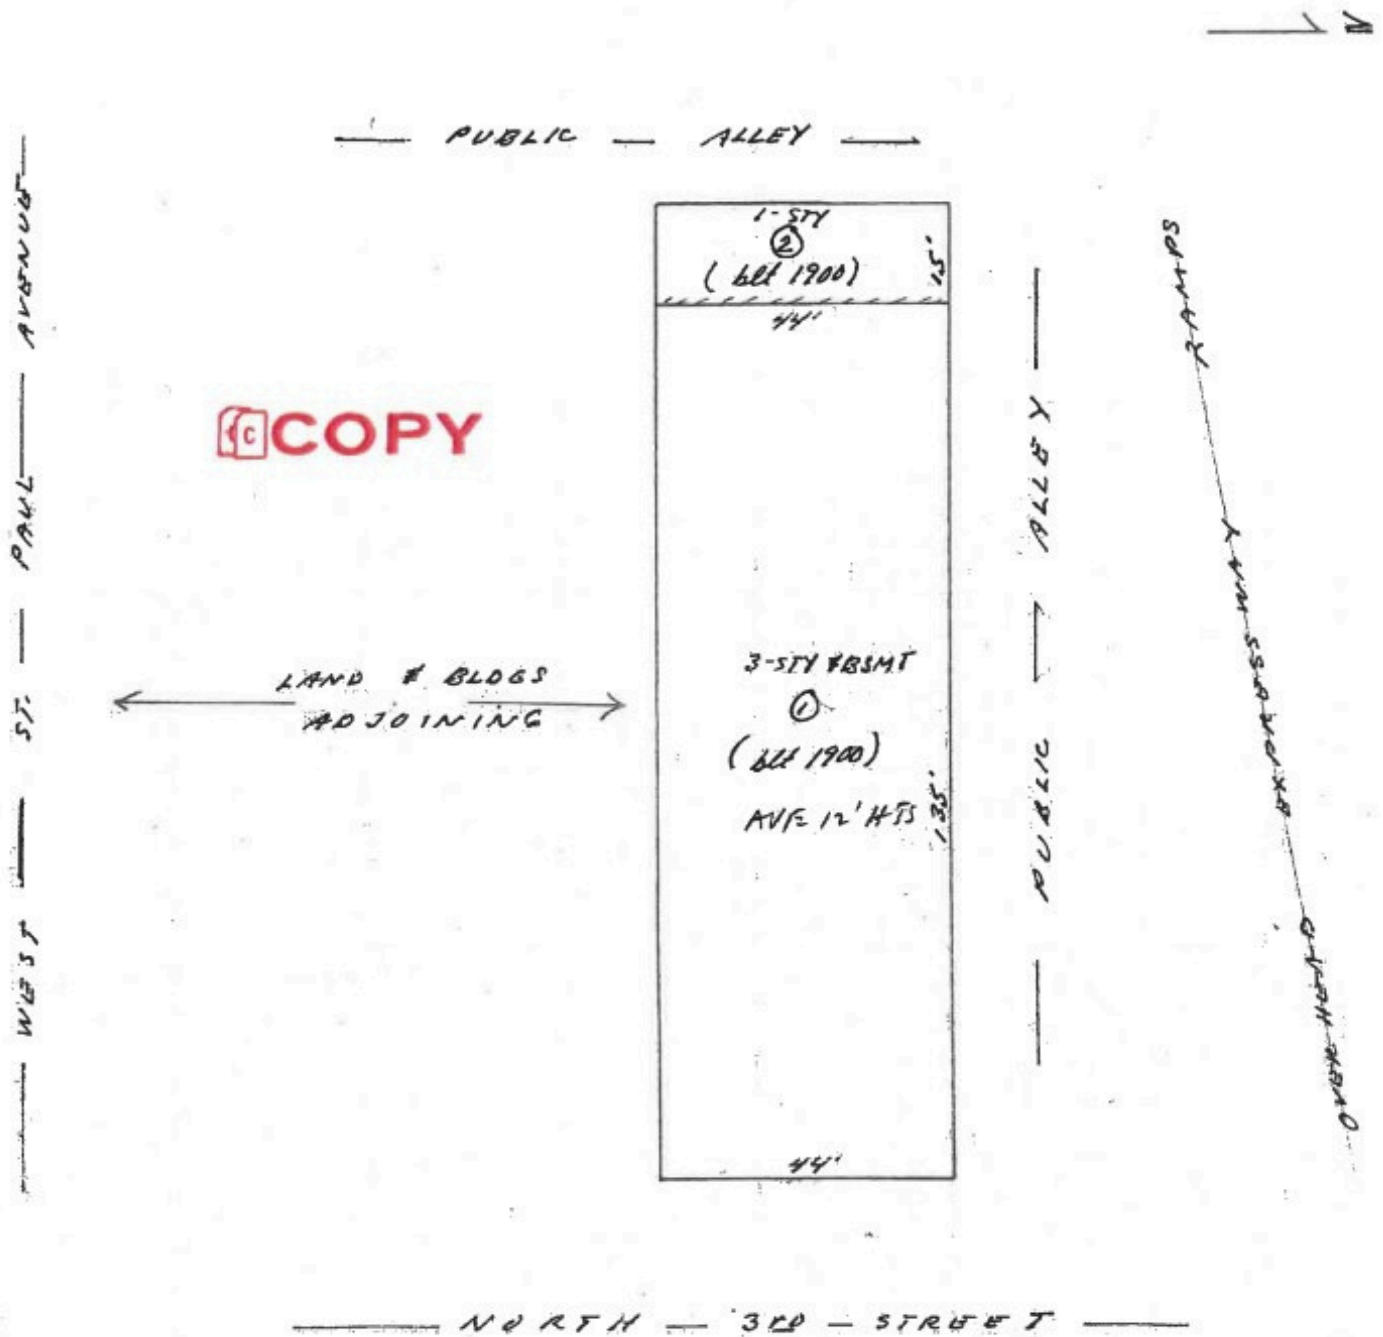 N
— PUBLIC — ALLEY —
1-STY
②
(blt 1900)
15'
44'
COPY
LAND & BLDGS
ADJOINING
3-STY & BSMT
①
(blt 1900)
AVE 12' HTS
135'
44'
— WEST — ST. — PAUL — AVENUE —
— PUBLIC — ALLEY —
OVERHEAD EXPRESSWAY RAMPS
— NORTH — 3RD — STREET —